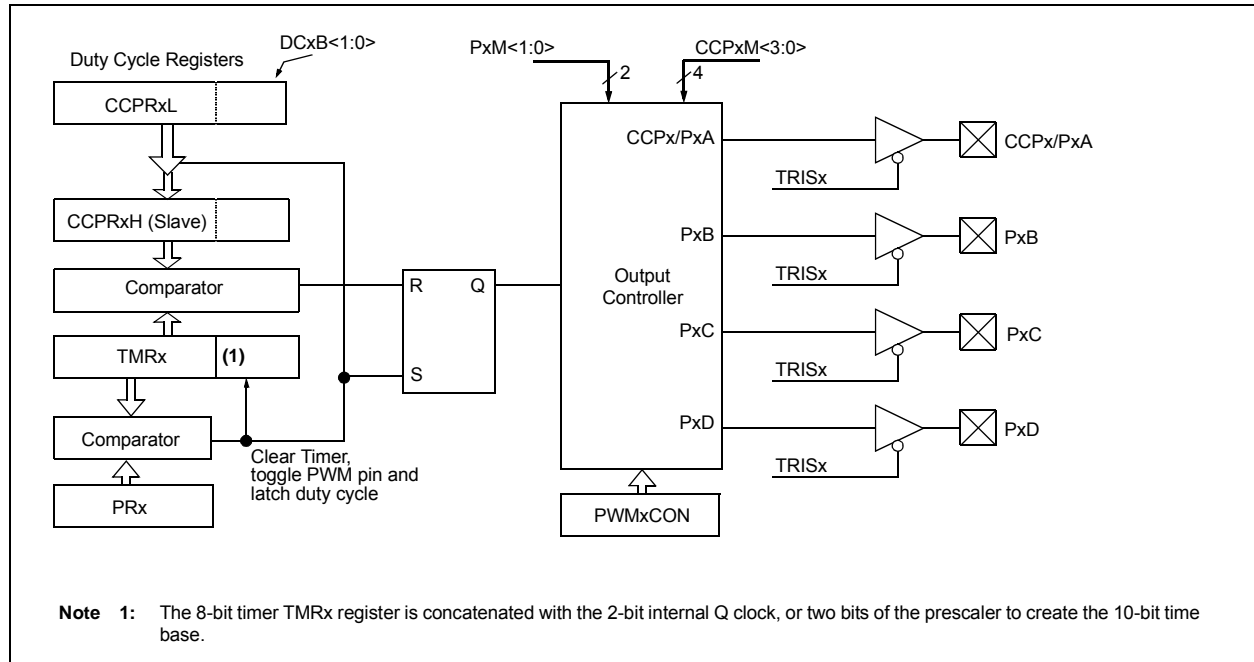 DCxB<1:0>
Duty Cycle Registers
CCPRxL
CCPRxH (Slave)
Comparator
TMRx
(1)
Comparator
PRx
Clear Timer,
toggle PWM pin and
latch duty cycle
R
Q
S
PxM<1:0>
2
CCPxM<3:0>
4
CCPx/PxA
PxB
Output
Controller
PxC
PxD
PWMxCON
TRISx
CCPx/PxA
TRISx
PxB
TRISx
PxC
TRISx
PxD
Note 1: The 8-bit timer TMRx register is concatenated with the 2-bit internal Q clock, or two bits of the prescaler to create the 10-bit time
base.